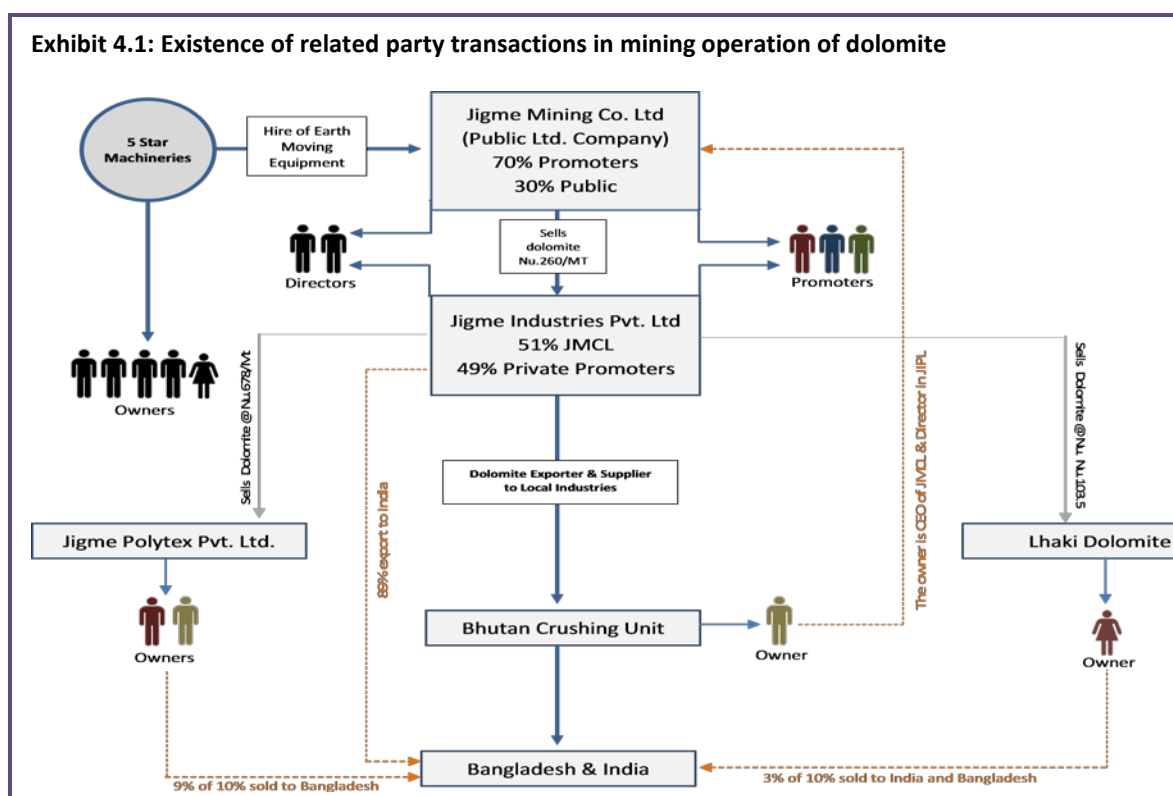 Exhibit 4.1: Existence of related party transactions in mining operation of dolomite
5 Star
Machineries
Hire of Earth
Moving
Equipment
Jigme Mining Co. Ltd
(Public Ltd. Company)
70% Promoters
30% Public
Directors
Sells
dolomite
Nu.260/MT
Promoters
Jigme Industries Pvt. Ltd
51% JMCL
49% Private Promoters
Owners
Sells Dolomite @Nu.678/Mt
89% export to India
Dolomite Exporter & Supplier
to Local Industries
The owner is CEO of JMCL & Director in JIPL
Sells Dolomite @Nu. Nu.103.5
Jigme Polytex Pvt. Ltd.
Lhaki Dolomite
Owners
Bhutan Crushing Unit
Owner
Owner
Bangladesh & India
9% of 10% sold to Bangladesh
3% of 10% sold to India and Bangladesh